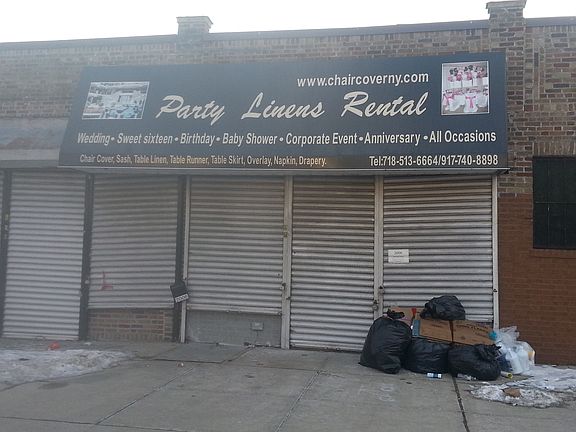 www.chaircoverny.com
Party Linens Rental
Wedding • Sweet sixteen • Birthday • Baby Shower • Corporate Event • Anniversary • All Occasions
Chair Cover, Sash, Table Linen, Table Runner, Table Skirt, Overlay, Napkin, Drapery.
Tel:718-513-6664/917-740-8898